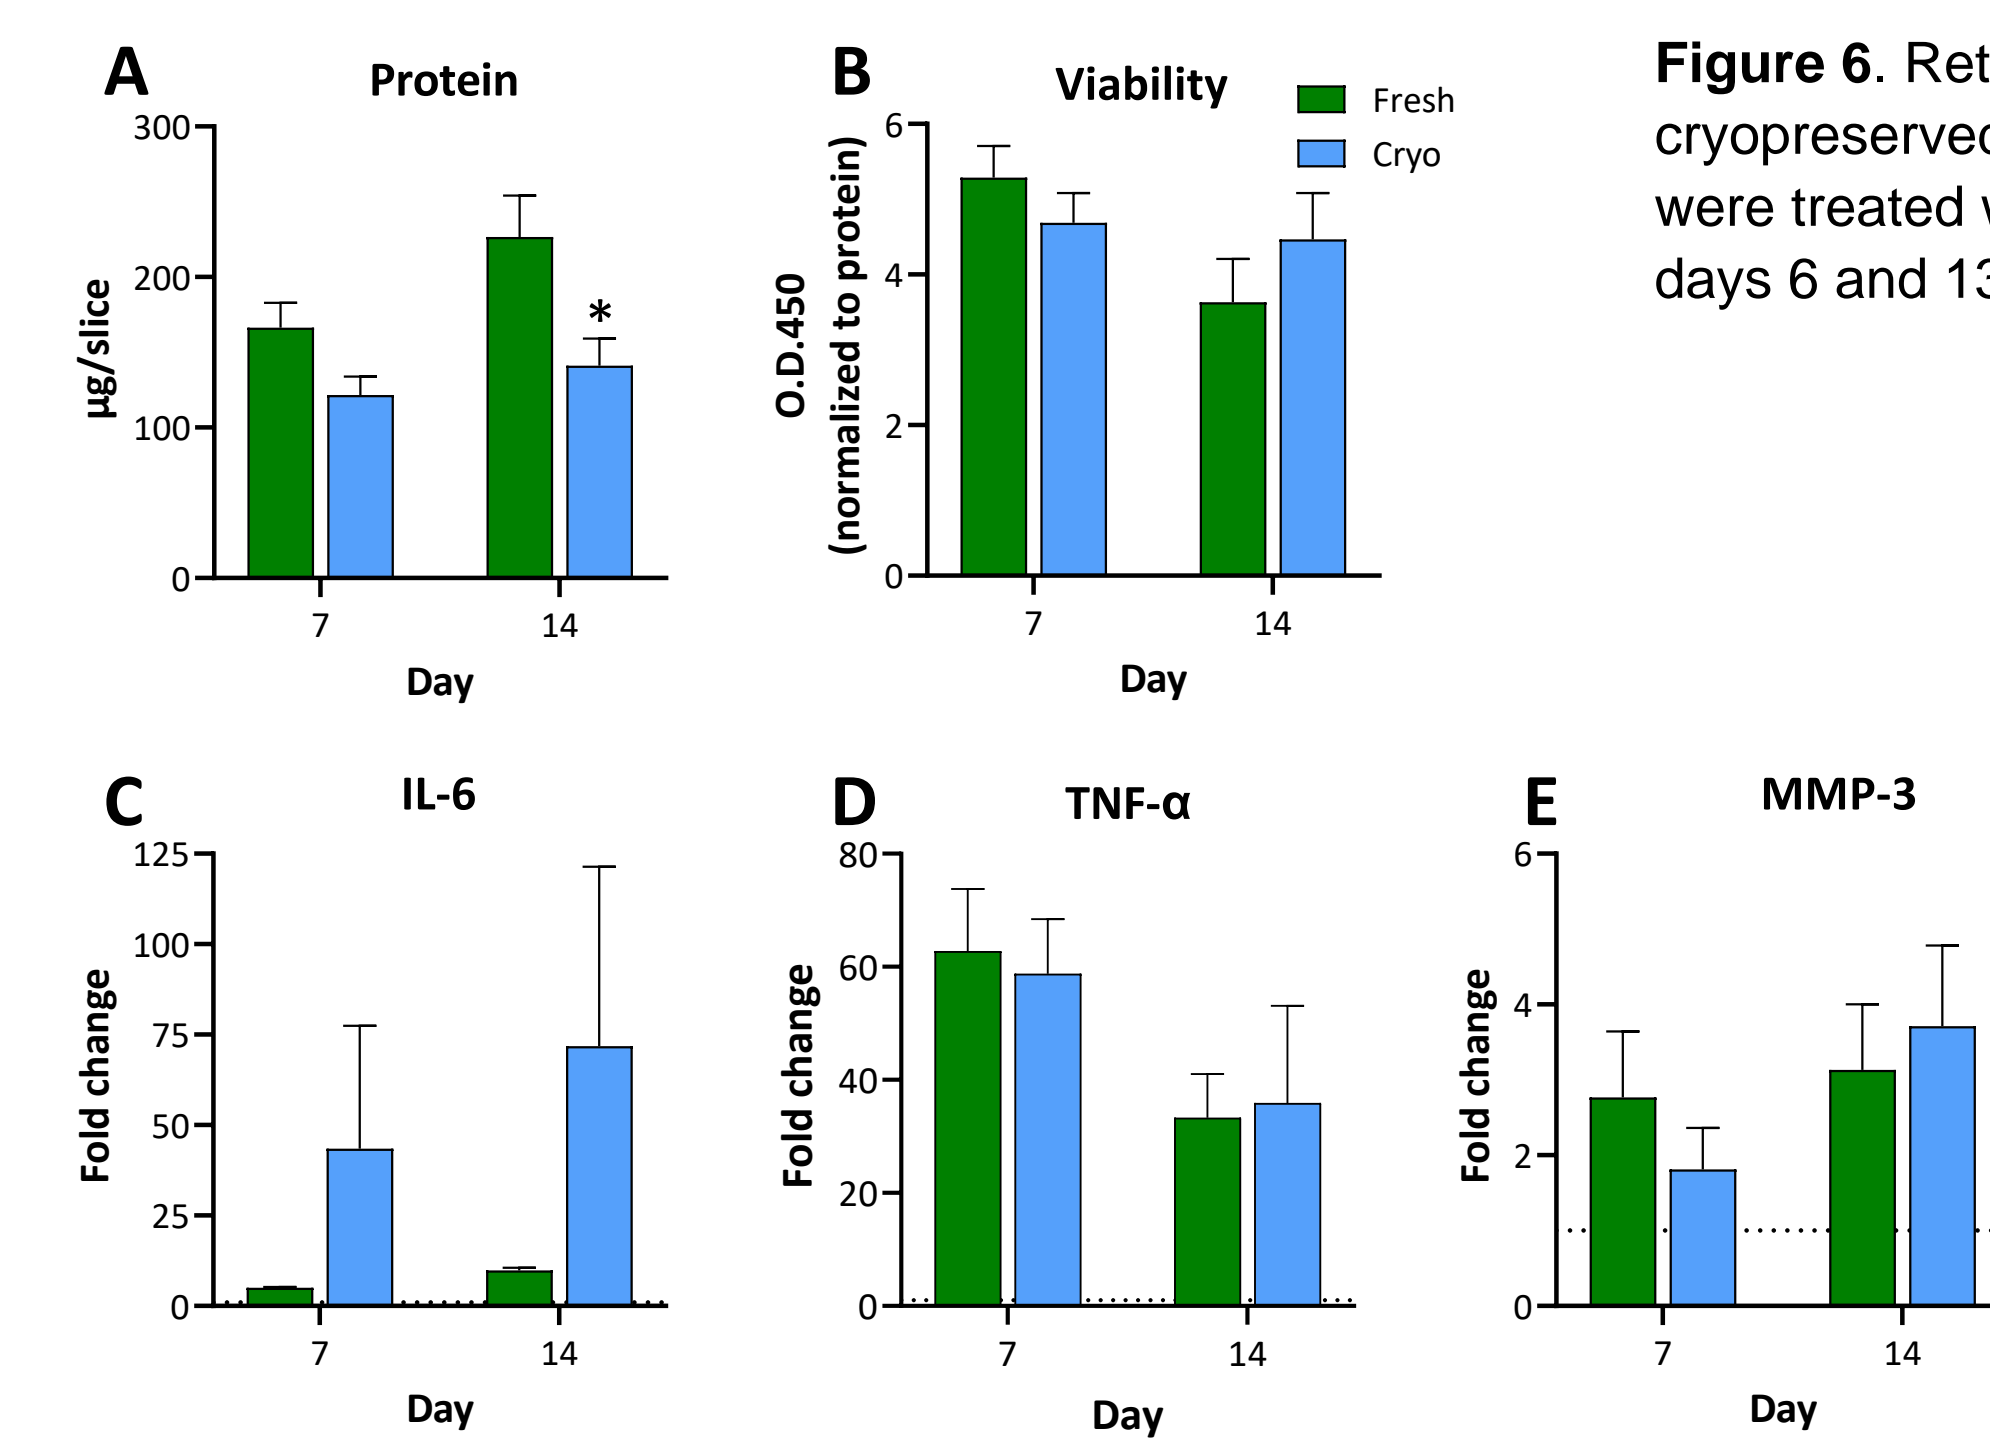 A
Protein
300
200
100
0
µg/slice
*
7
14
Day
B
Viability
Fresh
Cryo
6
4
2
0
O.D.450
(normalized to protein)
7
14
Day
Figure 6. Ret
cryopreserved
were treated
days 6 and 13
C
IL-6
125
100
75
50
25
0
Fold change
7
14
Day
D
TNF-α
80
60
40
20
0
Fold change
7
14
Day
E
MMP-3
6
4
2
0
Fold change
7
14
Day